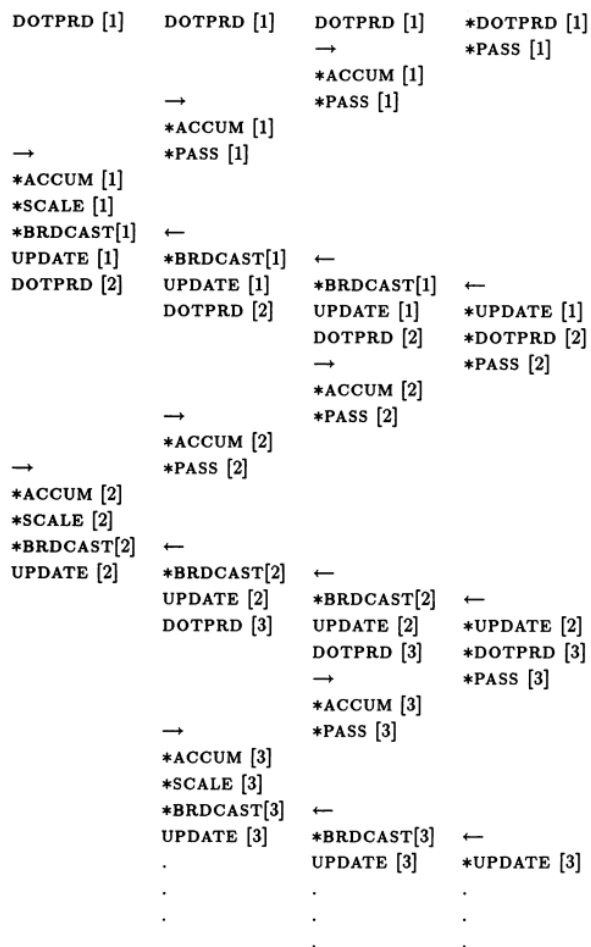 DOTPRD [1] DOTPRD [1] DOTPRD [1] *DOTPRD [1]
→ *PASS [1]
*ACCUM [1]
→ *PASS [1]
*ACCUM [1]
→ *PASS [1]
*ACCUM [1]
*SCALE [1]
*BRDCAST[1] ←
UPDATE [1] *BRDCAST[1] ←
DOTPRD [2] UPDATE [1] *BRDCAST[1] ←
DOTPRD [2] UPDATE [1] *UPDATE [1]
DOTPRD [2] *DOTPRD [2]
→ *PASS [2]
*ACCUM [2]
→ *PASS [2]
*ACCUM [2]
→ *PASS [2]
*ACCUM [2]
*SCALE [2]
*BRDCAST[2] ←
UPDATE [2] *BRDCAST[2] ←
UPDATE [2] *BRDCAST[2] ←
DOTPRD [3] UPDATE [2] *UPDATE [2]
DOTPRD [3] *DOTPRD [3]
→ *PASS [3]
*ACCUM [3]
→ *PASS [3]
*ACCUM [3]
*SCALE [3]
*BRDCAST[3] ←
UPDATE [3] *BRDCAST[3] ←
. UPDATE [3] *UPDATE [3]
. . .
. . .
. .